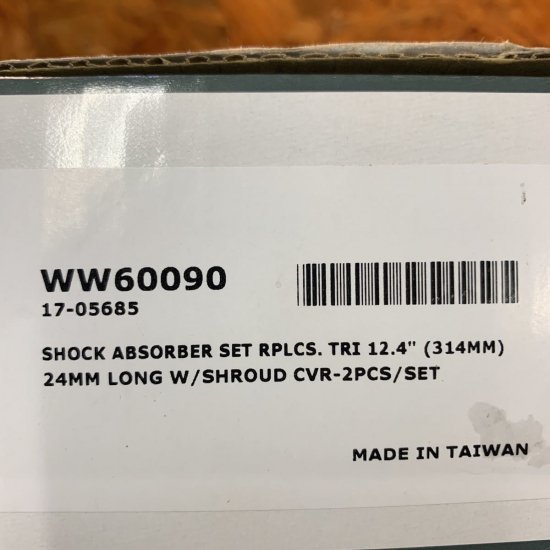 WW60090
17-05685
SHOCK ABSORBER SET RPLCS. TRI 12.4" (314MM)
24MM LONG W/SHROUD CVR-2PCS/SET
MADE IN TAIWAN